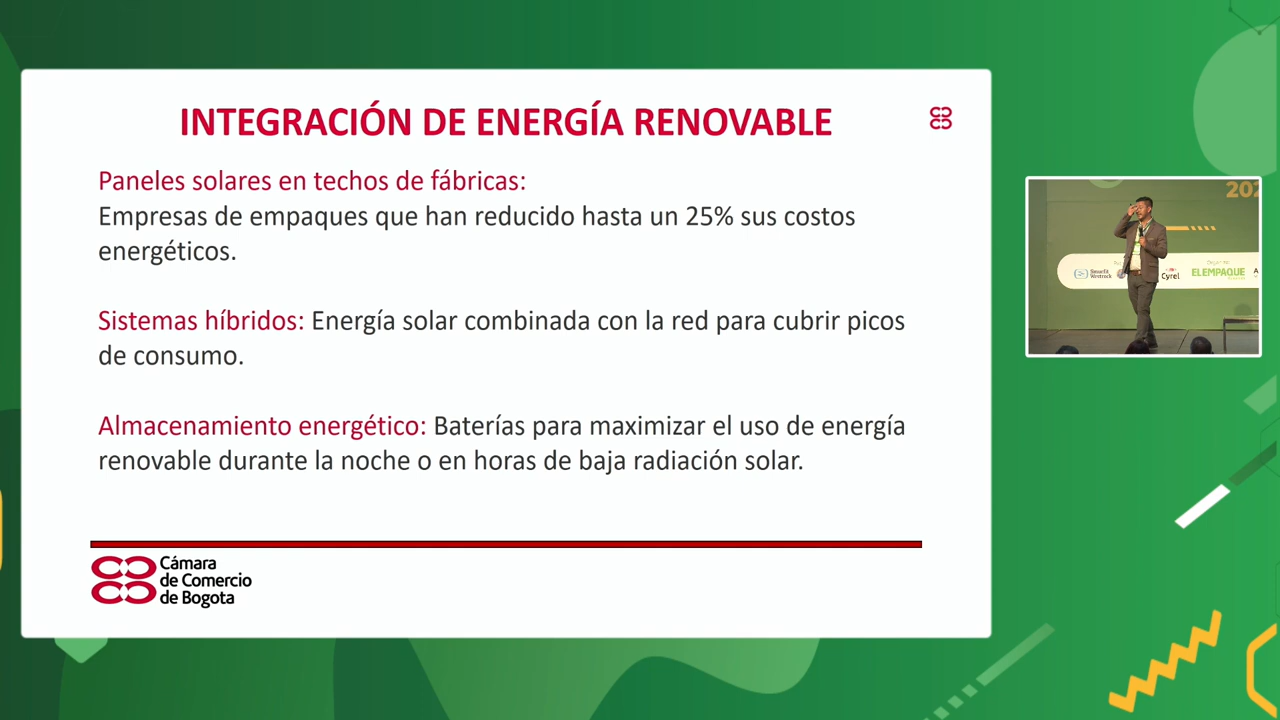 INTEGRACIÓN DE ENERGÍA RENOVABLE
Paneles solares en techos de fábricas:
Empresas de empaques que han reducido hasta un 25% sus costos
energéticos.
Sistemas híbridos: Energía solar combinada con la red para cubrir picos
de consumo.
Almacenamiento energético: Baterías para maximizar el uso de energía
renovable durante la noche o en horas de baja radiación solar.
Cámara
de Comercio
de Bogota
202
Smurfit
Westrock
Cyrel
ELEMPAQUE